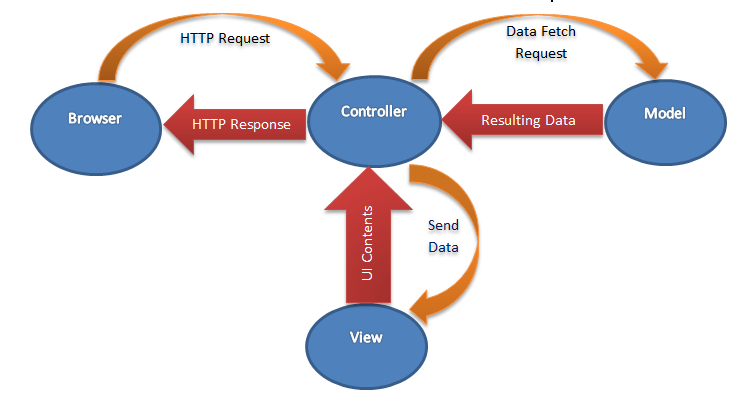 HTTP Request
Data Fetch
Request
Browser
HTTP Response
Controller
Resulting Data
Model
UI Contents
Send
Data
View